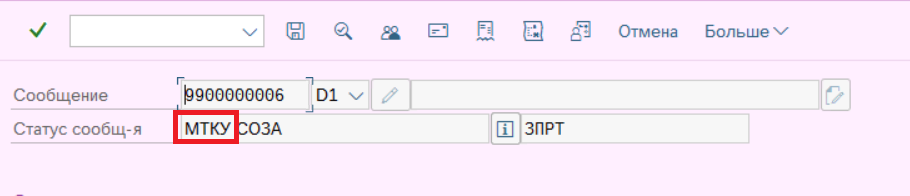 Отмена Больше
Сообщение 9900000006 D1
Статус сообщ-я МТКУ СОЗА ЗПРТ